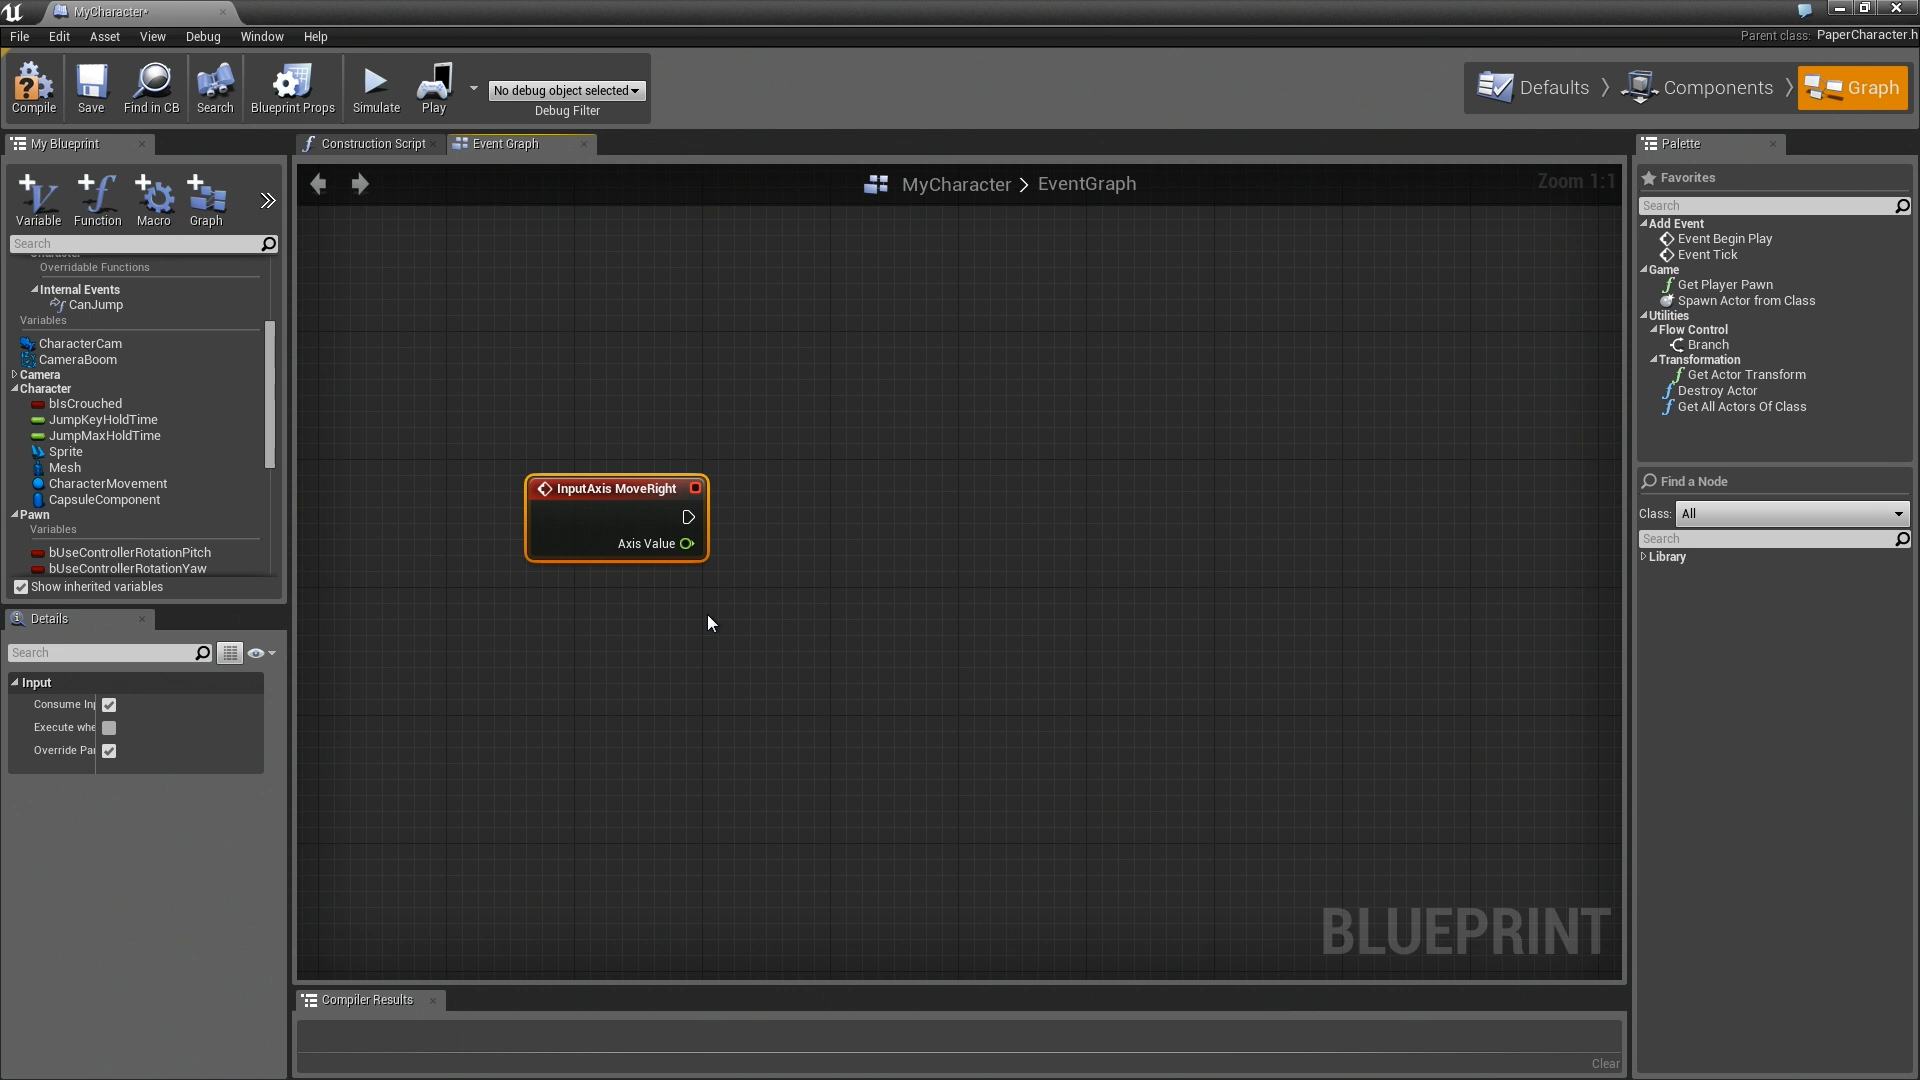 MyCharacter*
File Edit Asset View Debug Window Help
Parent class: PaperCharacter.h
Compile Save Find in CB Search Blueprint Props Simulate Play
No debug object selected
Debug Filter
Defaults Components Graph
My Blueprint
Variable Function Macro Graph
Search
Overridable Functions
Internal Events
CanJump
Variables
CharacterCam
CameraBoom
Camera
Character
bIsCrouched
JumpKeyHoldTime
JumpMaxHoldTime
Sprite
Mesh
CharacterMovement
CapsuleComponent
Pawn
Variables
bUseControllerRotationPitch
bUseControllerRotationYaw
Show inherited variables
Details
Search
Input
Consume Inp
Execute whe
Override Par
Construction Script Event Graph
MyCharacter > EventGraph
Zoom 1:1
InputAxis MoveRight
Axis Value
BLUEPRINT
Compiler Results
Clear
Palette
Favorites
Search
Add Event
Event Begin Play
Event Tick
Game
Get Player Pawn
Spawn Actor from Class
Utilities
Flow Control
Branch
Transformation
Get Actor Transform
Destroy Actor
Get All Actors Of Class
Find a Node
Class: All
Search
Library